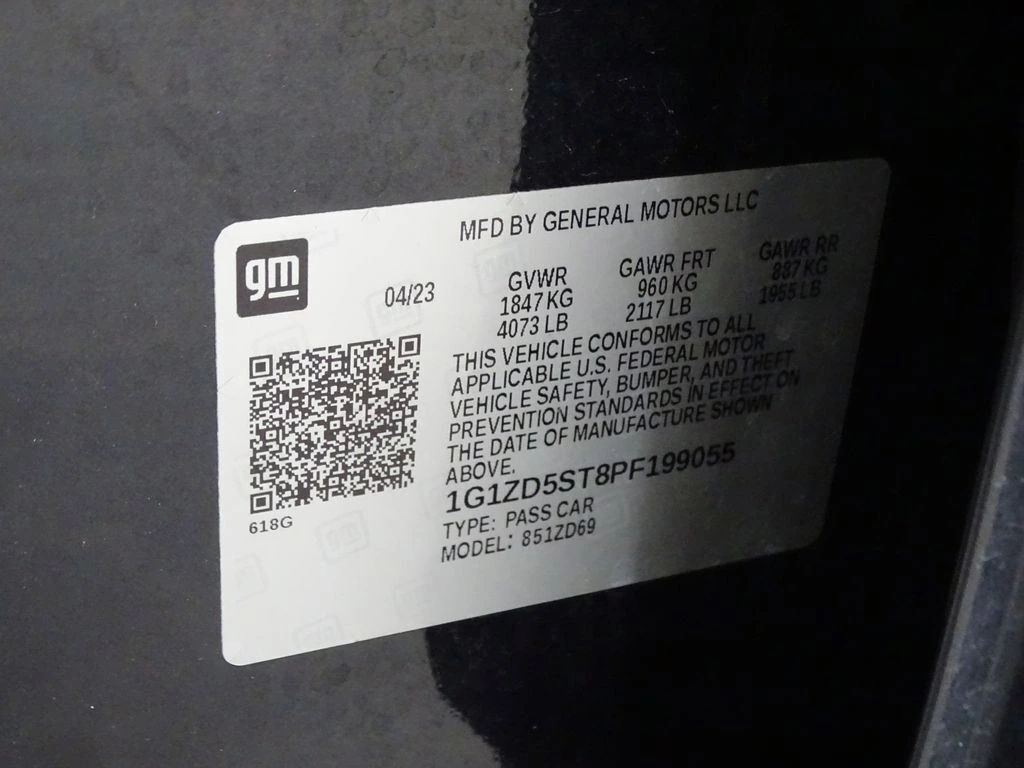 MFD BY GENERAL MOTORS LLC
gm
04/23
GVWR GAWR FRT GAWR RR
1847 KG 960 KG 887 KG
4073 LB 2117 LB 1955 LB
THIS VEHICLE CONFORMS TO ALL
APPLICABLE U.S. FEDERAL MOTOR
VEHICLE SAFETY, BUMPER, AND THEFT
PREVENTION STANDARDS IN EFFECT ON
THE DATE OF MANUFACTURE SHOWN
ABOVE.
1G1ZD5ST8PF199055
TYPE: PASS CAR
MODEL: 851ZD69
618G